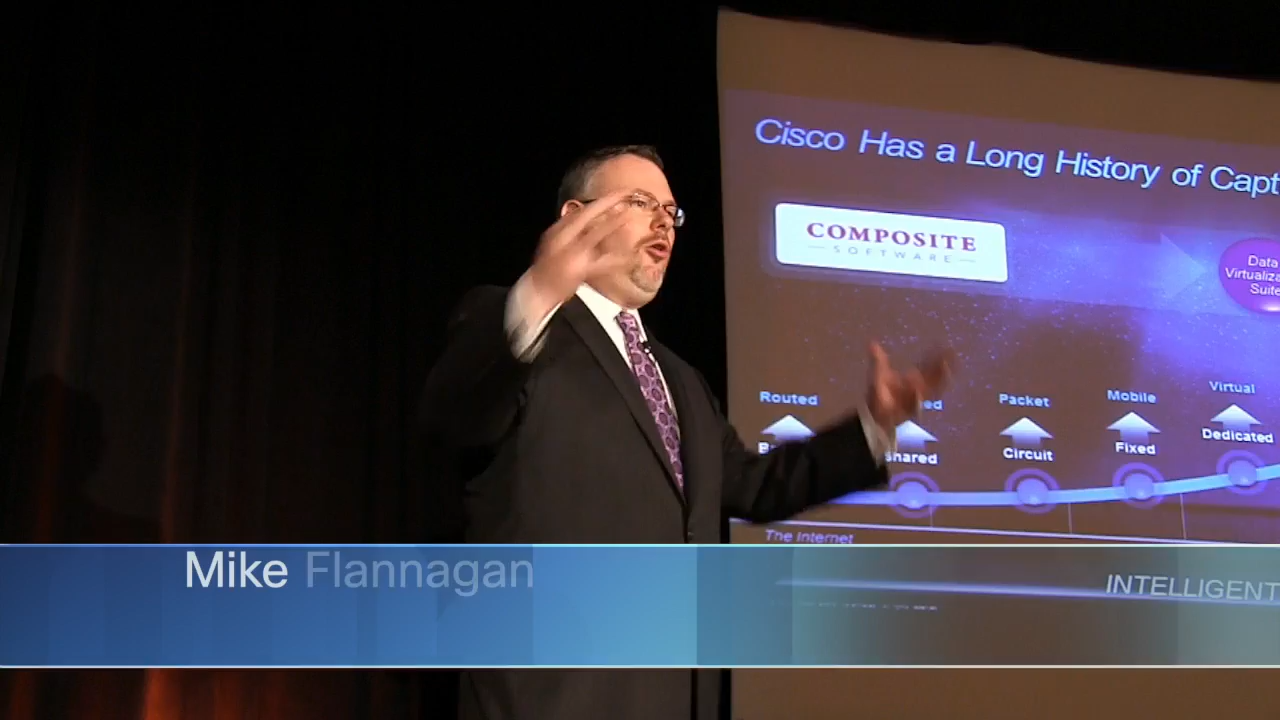 Cisco Has a Long History of Capt
COMPOSITE
SOFTWARE
Data
Virtualiza
Suite
Routed
ed
Packet
Mobile
Virtual
Shared
Circuit
Fixed
Dedicated
The Internet
Mike Flannagan
INTELLIGENT